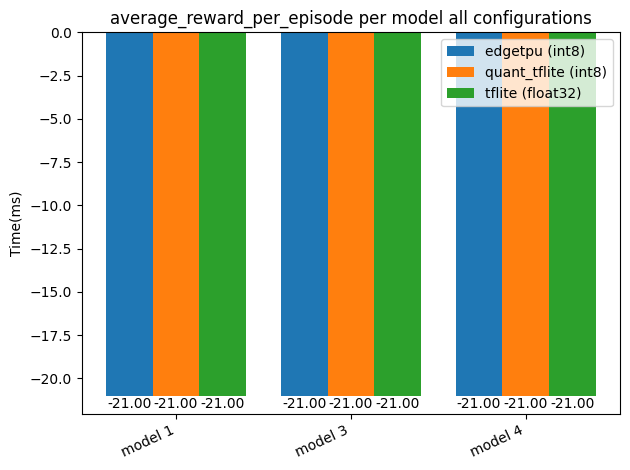 average_reward_per_episode per model all configurations
edgetpu (int8)
quant_tflite (int8)
tflite (float32)
Time(ms)
0.0
−2.5
−5.0
−7.5
−10.0
−12.5
−15.0
−17.5
−20.0
-21.00 -21.00 -21.00 -21.00 -21.00 -21.00 -21.00 -21.00 -21.00
model 1 model 3 model 4